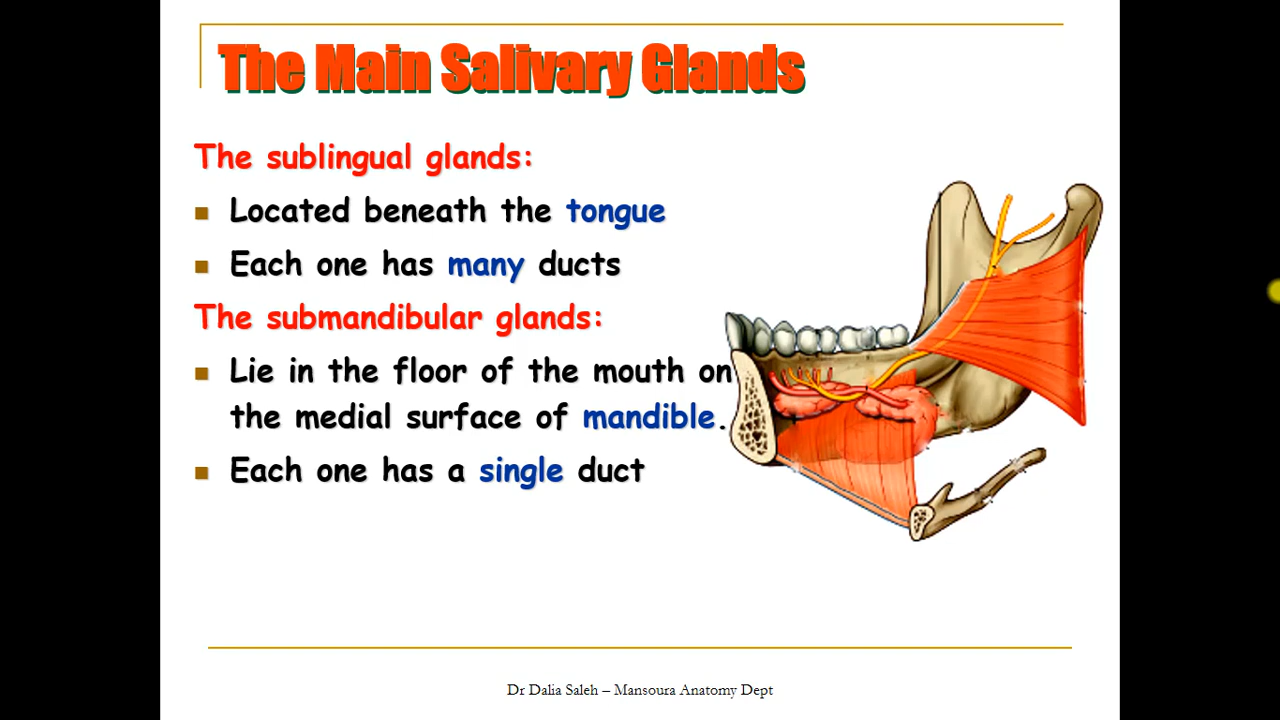 The Main Salivary Glands
The sublingual glands:
Located beneath the tongue
Each one has many ducts
The submandibular glands:
Lie in the floor of the mouth on
the medial surface of mandible.
Each one has a single duct
Dr Dalia Saleh – Mansoura Anatomy Dept